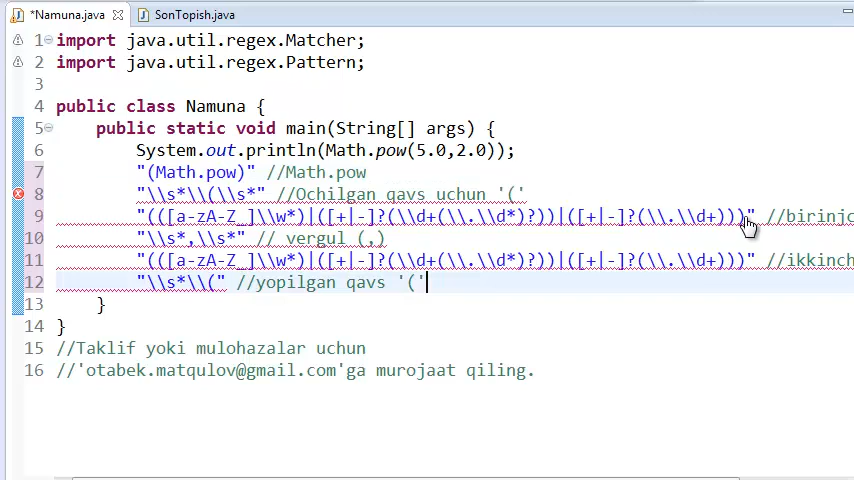 *Namuna.java SonTopish.java
1 import java.util.regex.Matcher;
2 import java.util.regex.Pattern;
3
4 public class Namuna {
5 public static void main(String[] args) {
6 System.out.println(Math.pow(5.0,2.0));
7 "(Math.pow)" //Math.pow
8 "\\s*\\(\\s*" //Ochilgan qavs uchun '('
9 "(([a-zA-Z_]\\w*)|([+|-]?(\\d+(\\.\\d*)?))|([+|-]?(\\.\\d+)))" //birinjc
10 "\\s*,\\s*" // vergul (,)
11 "(([a-zA-Z_]\\w*)|([+|-]?(\\d+(\\.\\d*)?))|([+|-]?(\\.\\d+)))" //ikkinch
12 "\\s*\\(" //yopilgan qavs '('
13 }
14 }
15 //Taklif yoki mulohazalar uchun
16 //'otabek.matqulov@gmail.com'ga murojaat qiling.